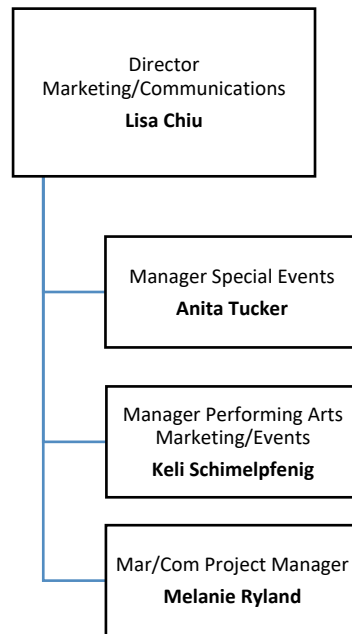 Director
Marketing/Communications
Lisa Chiu
Manager Special Events
Anita Tucker
Manager Performing Arts
Marketing/Events
Keli Schimelpfenig
Mar/Com Project Manager
Melanie Ryland